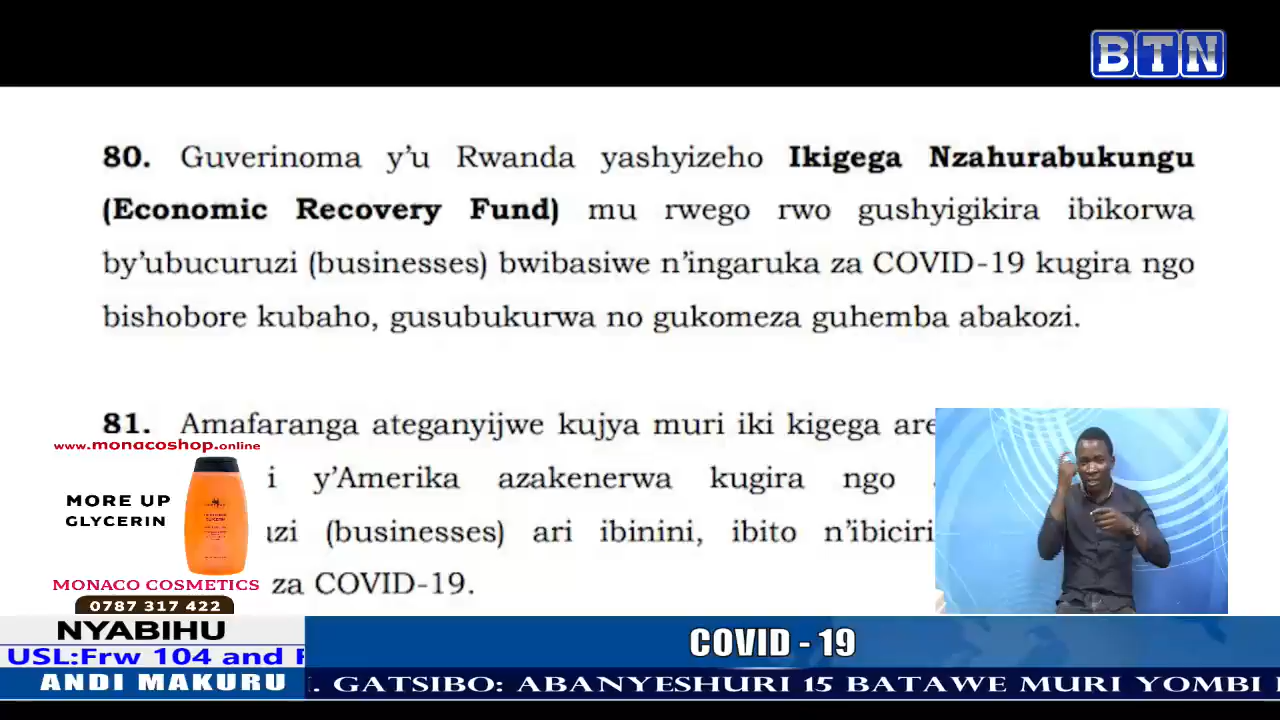 BTN
80. Guverinoma y'u Rwanda yashyizeho Ikigega Nzahurabukungu
(Economic Recovery Fund) mu rwego rwo gushyigikira ibikorwa
by'ubucuruzi (businesses) bwibasiwe n'ingaruka za COVID-19 kugira ngo
bishobore kubaho, gusubukurwa no gukomeza guhemba abakozi.
81. Amafaranga ateganyijwe kujya muri iki kigega
y'Amerika azakenerwa kugira ngo
(businesses) ari ibinini, ibito
za COVID-19.
www.monacoshop.online
MORE UP
GLYCERIN
MONACO COSMETICS
0787 317 422
NYABIHU
USL:Frw 104 and
COVID - 19
ANDI MAKURU
GATSIBO: ABANYESHURI 15 BATAWE MURI YOMBI